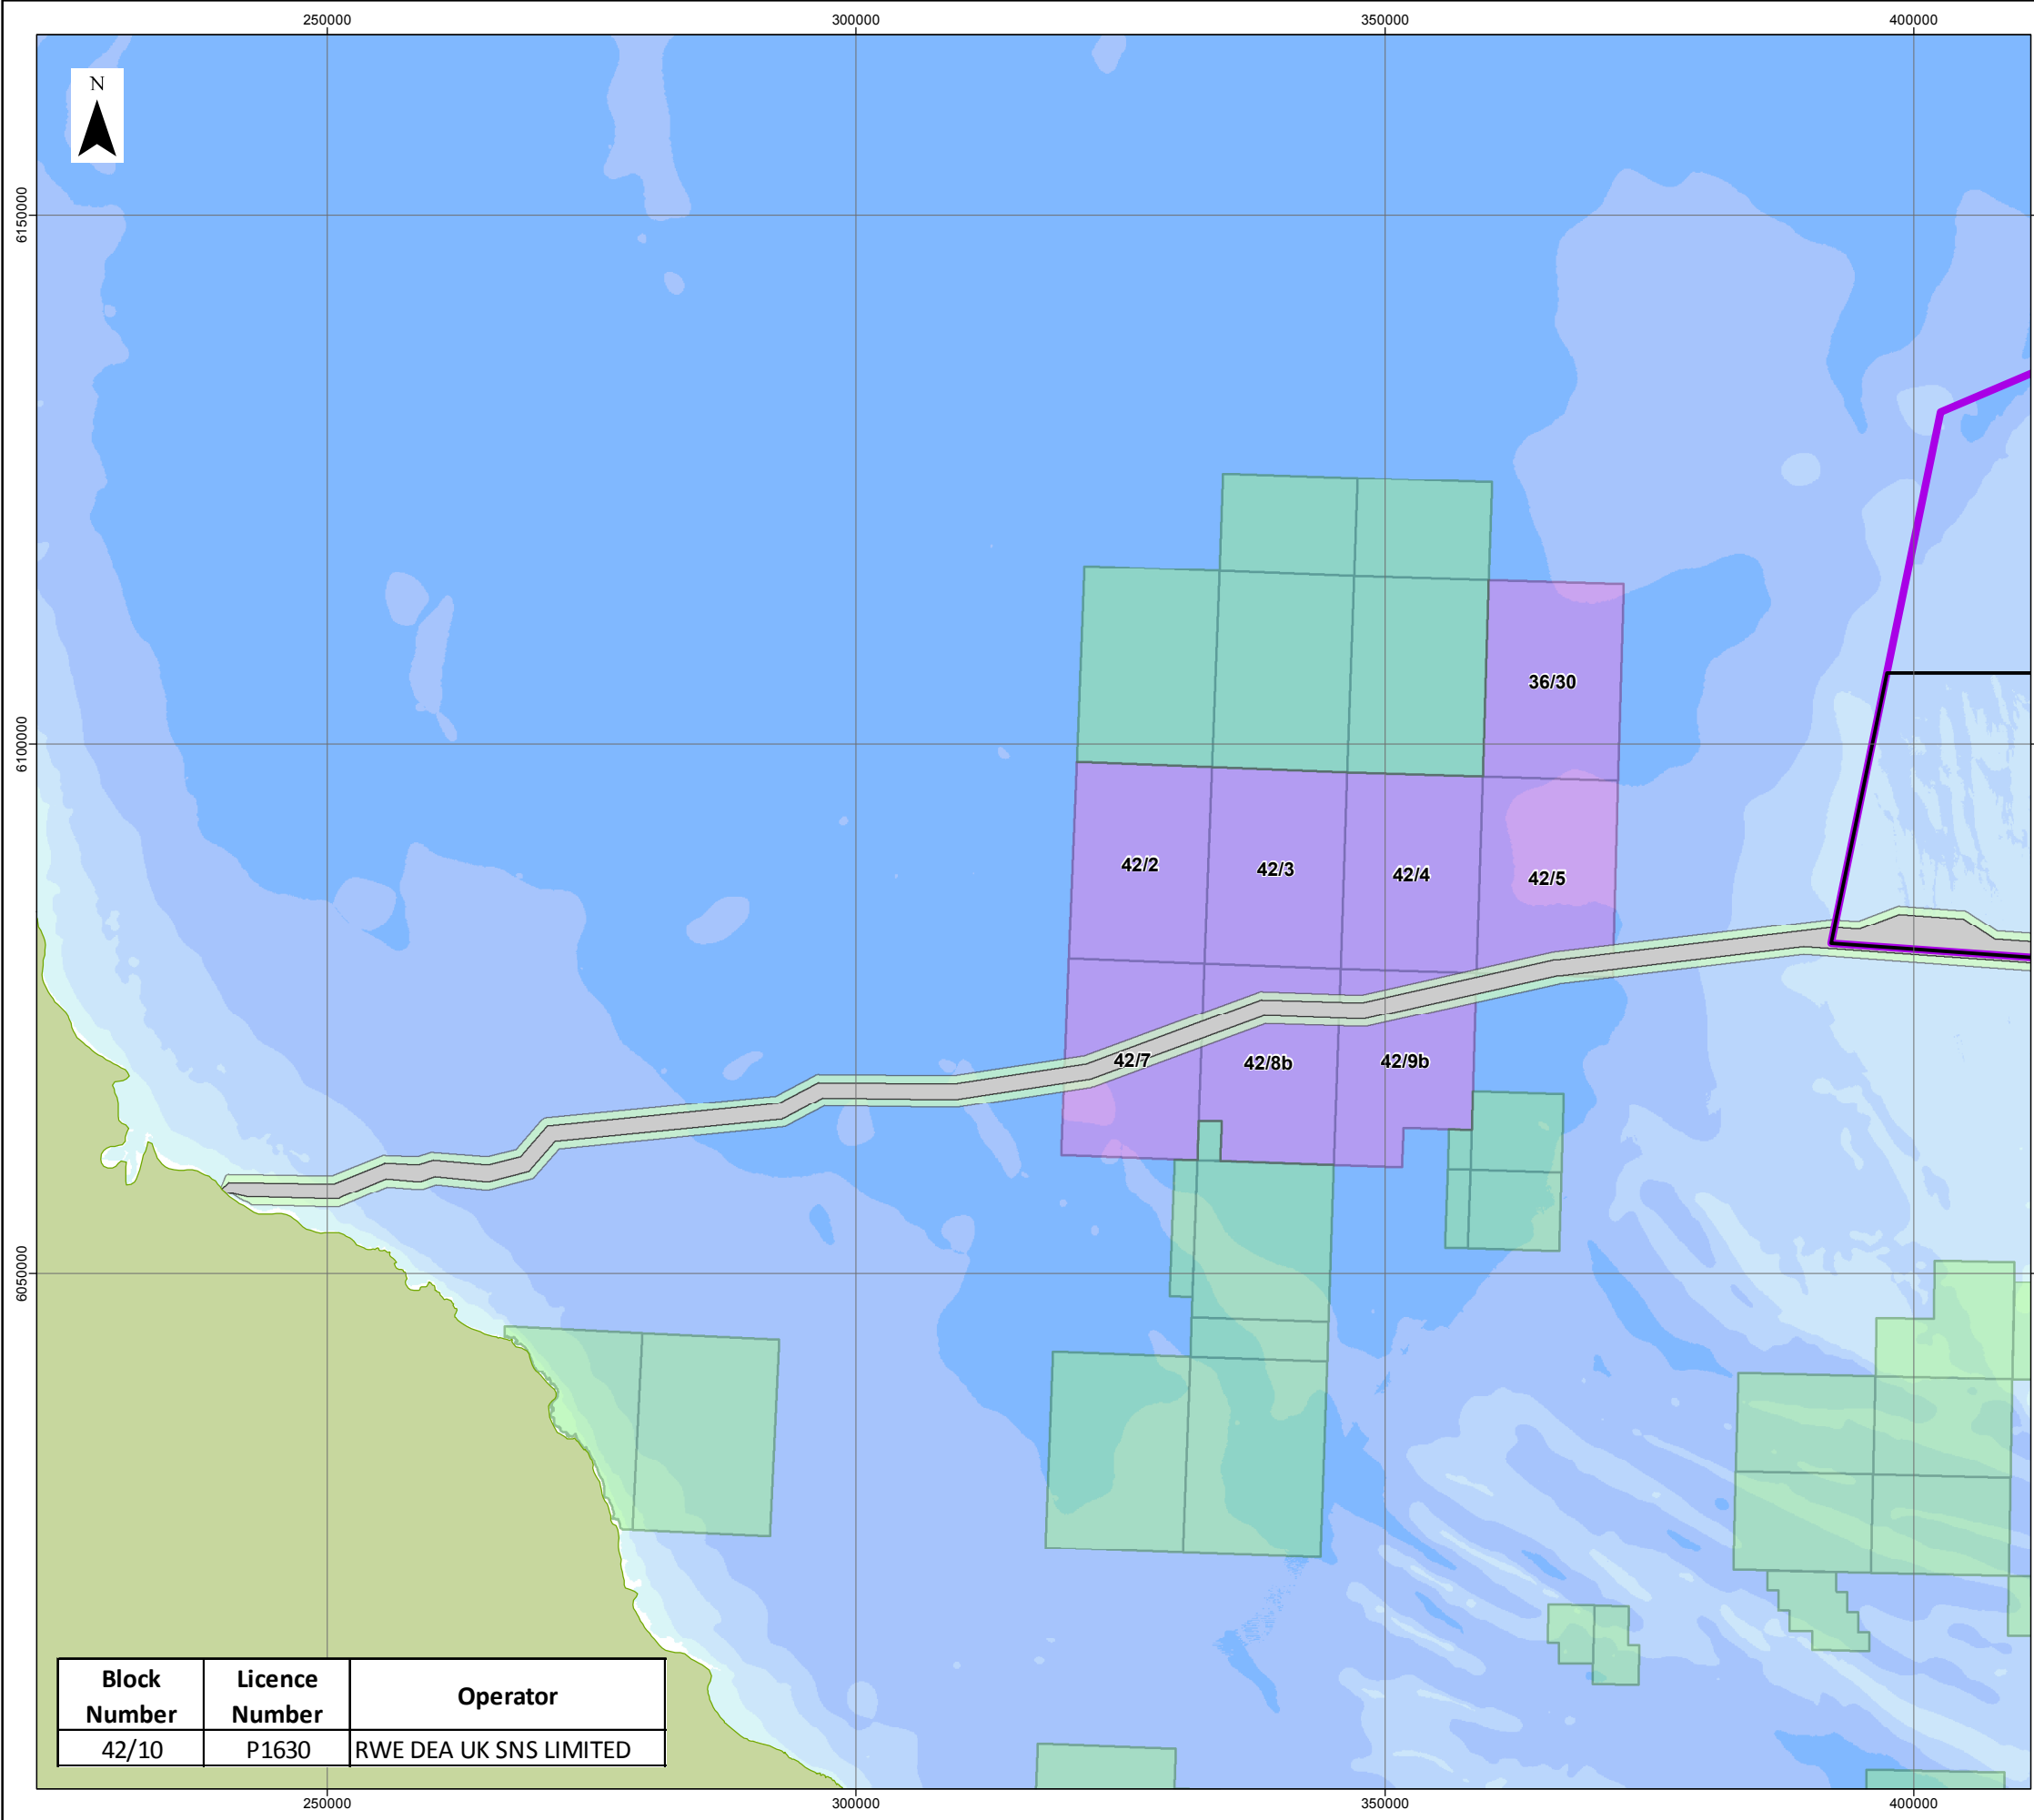 250000 300000 350000 400000
N
6150000
36/30
6100000
42/2 42/3 42/4 42/5
42/7 42/8b 42/9b
6050000
Block Number Licence Number Operator
42/10 P1630 RWE DEA UK SNS LIMITED
250000 300000 350000 400000